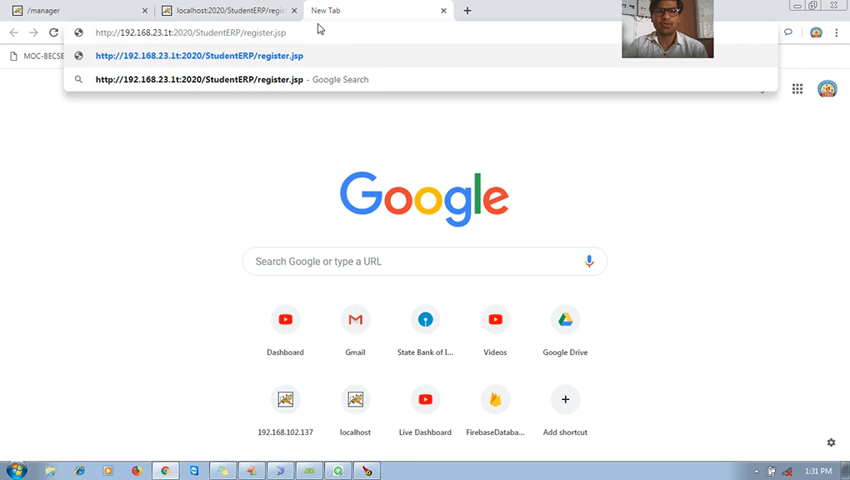 /manager
localhost:2020/StudentERP/regis
New Tab
http://192.168.23.1t:2020/StudentERP/register.jsp
MOC-BECSE
http://192.168.23.1t:2020/StudentERP/register.jsp
http://192.168.23.1t:2020/StudentERP/register.jsp - Google Search
Google
Search Google or type a URL
Dashboard
Gmail
State Bank of I...
Videos
Google Drive
192.168.102.137
localhost
Live Dashboard
FirebaseDataba...
Add shortcut
1:31 PM